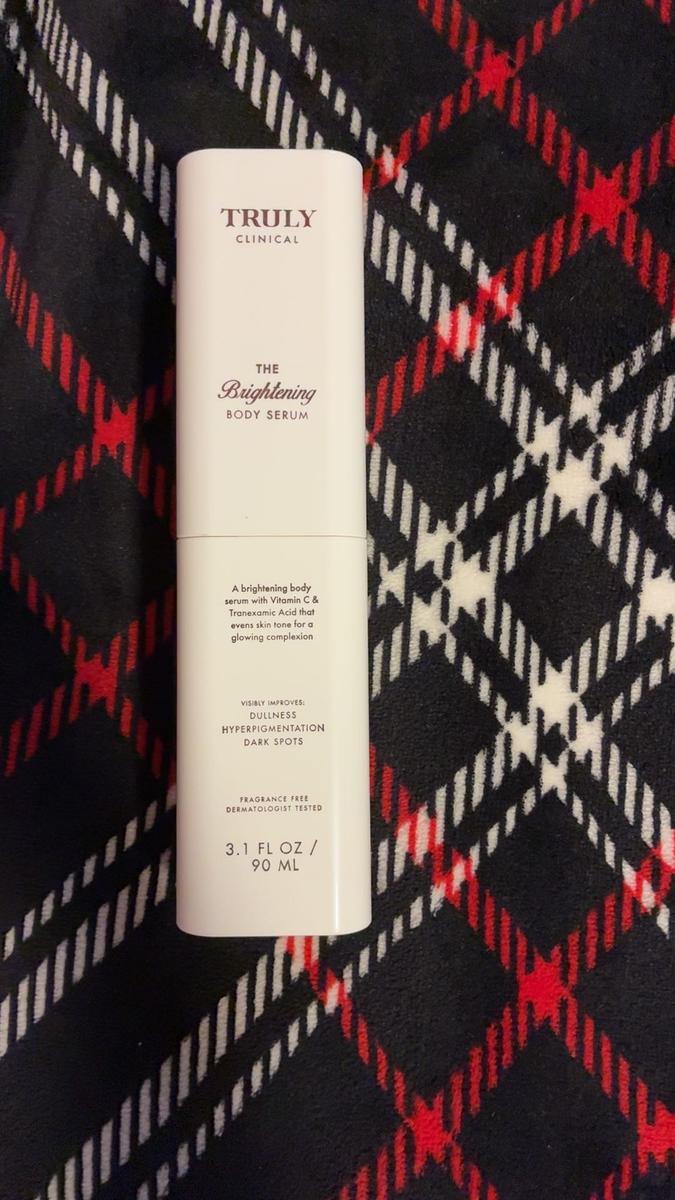 TRULY
CLINICAL
THE
Brightening
BODY SERUM
A brightening body
serum with Vitamin C &
Tranexamic Acid that
evens skin tone for a
glowing complexion
VISIBLY IMPROVES:
DULLNESS
HYPERPIGMENTATION
DARK SPOTS
FRAGRANCE FREE
DERMATOLOGIST TESTED
3.1 FL OZ /
90 ML